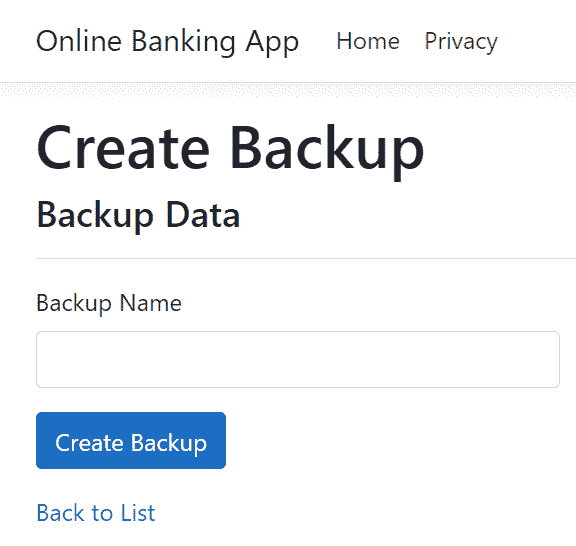 Online Banking App Home Privacy
Create Backup
Backup Data
Backup Name
Create Backup
Back to List